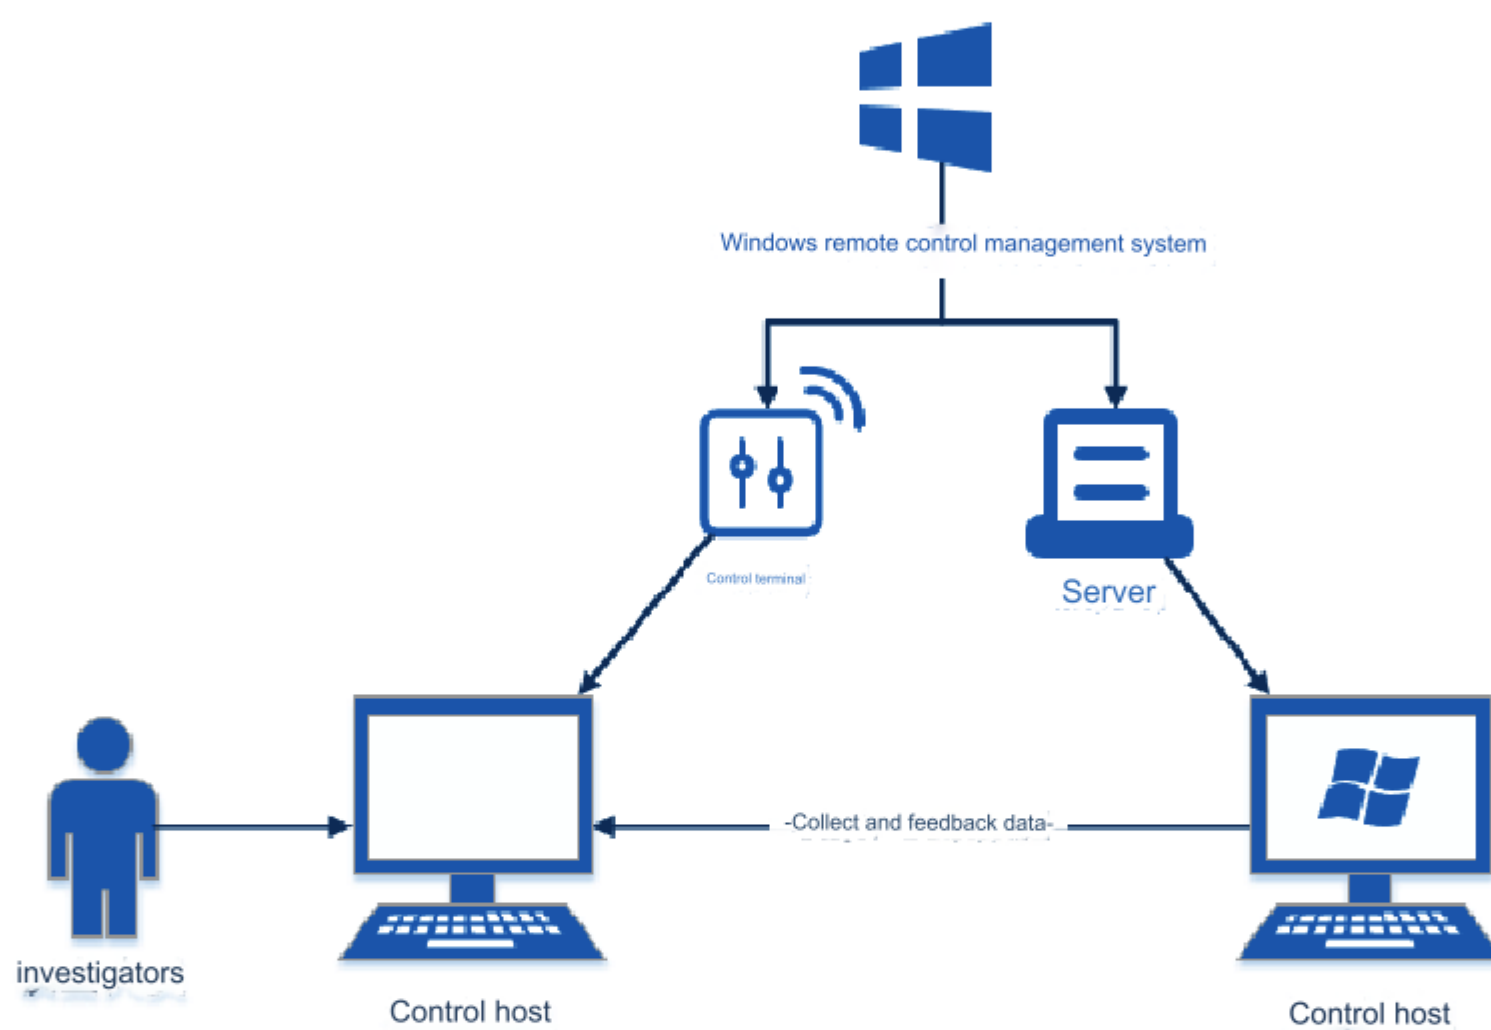 Windows remote control management system
Control terminal
Server
-Collect and feedback data-
investigators
Control host
Control host